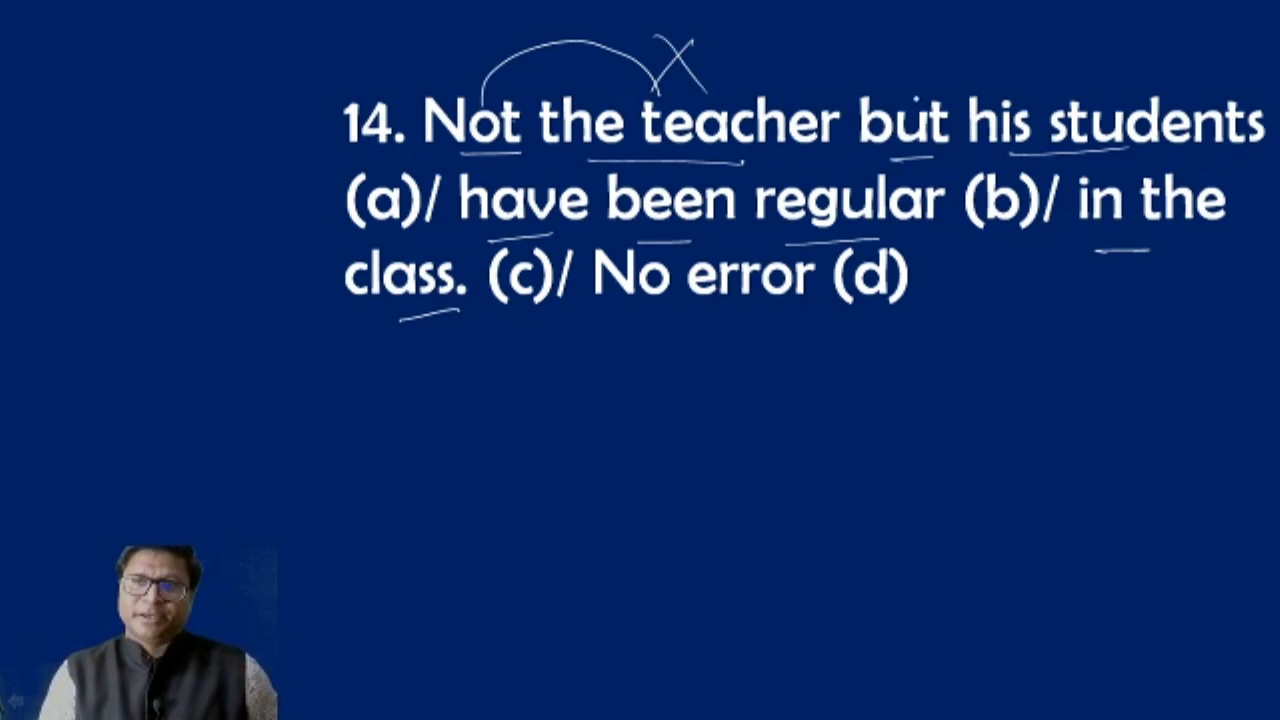 14. Not the teacher but his students
(a)/ have been regular (b)/ in the
class. (c)/ No error (d)